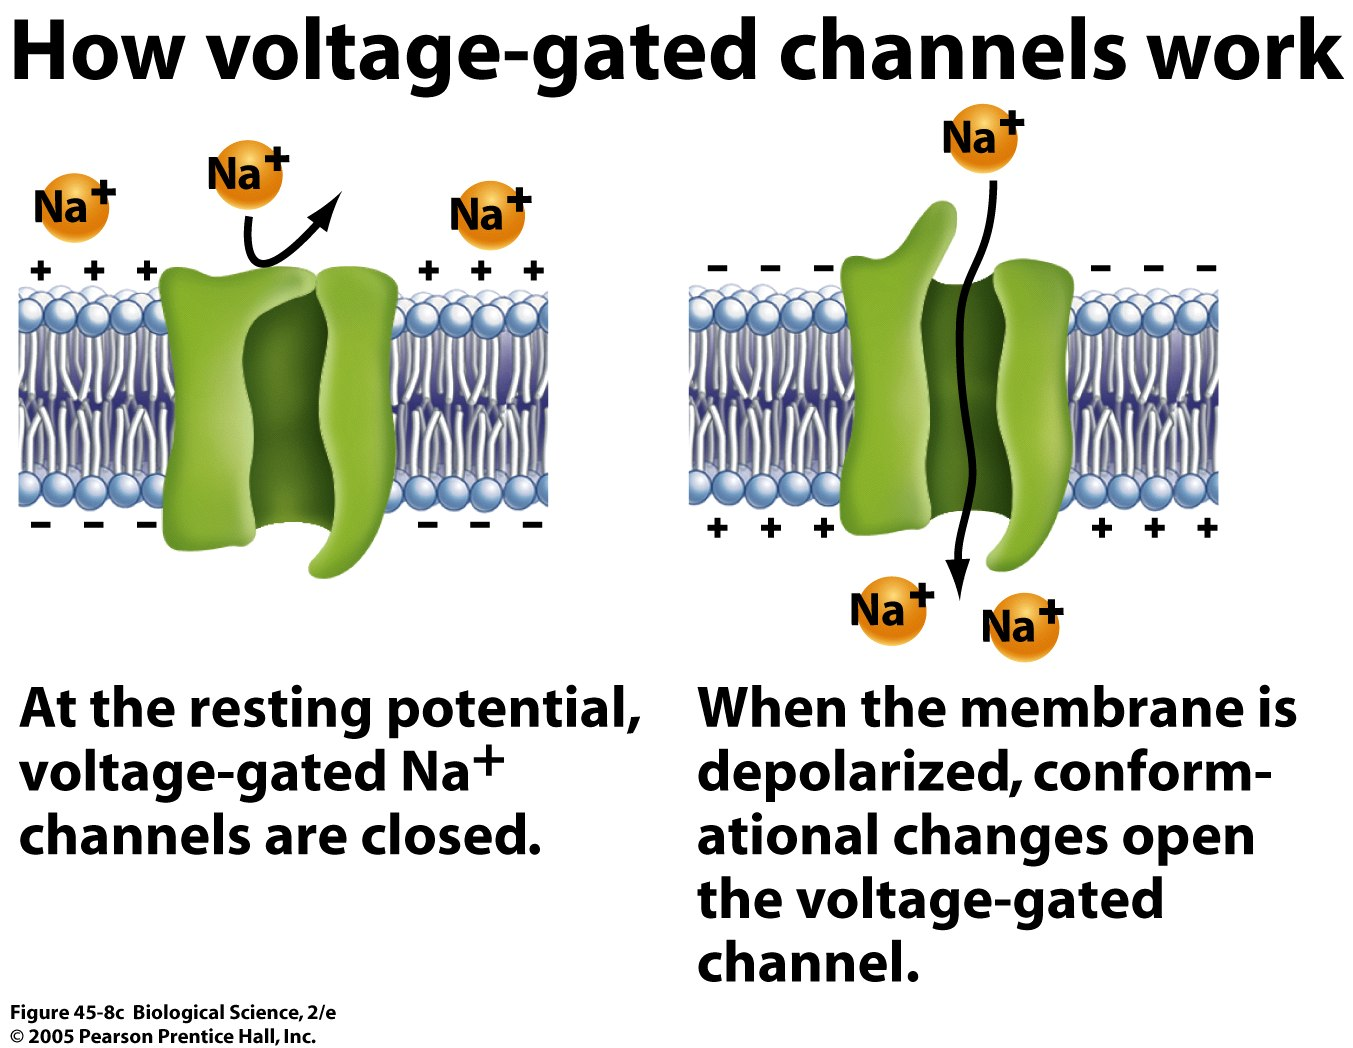 How voltage-gated channels work
Na+
Na+
Na+
Na+
+ + +
+ + +
- - -
- - -
- - -
- - -
+ + +
+ + +
Na+
Na+
At the resting potential,
voltage-gated Na+
channels are closed.
When the membrane is
depolarized, conform-
ational changes open
the voltage-gated
channel.
Figure 45-8c Biological Science, 2/e
© 2005 Pearson Prentice Hall, Inc.